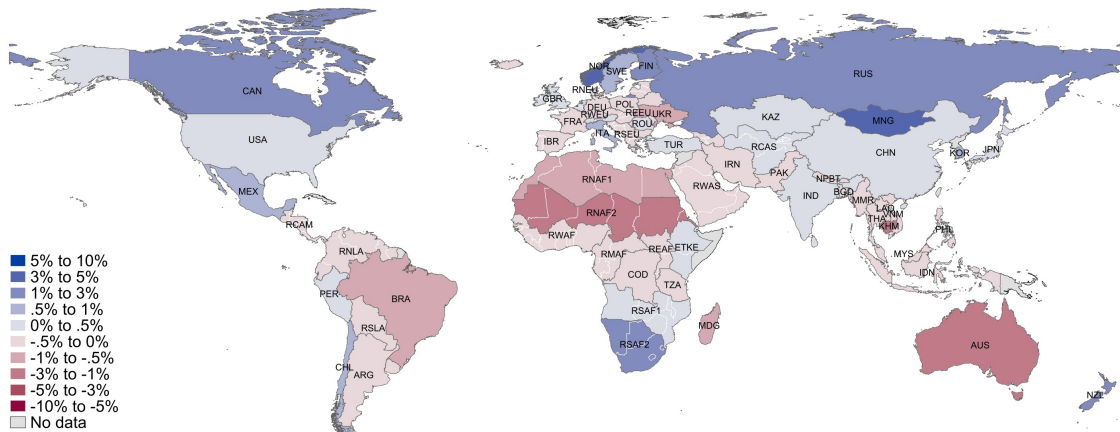 CAN
USA
MEX
RCAM
RNLA
PER
BRA
RSLA
CHL
ARG
NOR
SWE
FIN
RNEU
GBR
DEU
POL
RWEU
REEU
UKR
FRA
ROU
ITA
RSEU
IBR
TUR
RUS
KAZ
MNG
RCAS
CHN
KOR
JPN
IRN
PAK
NPBT
BGD
IND
RWAS
MMR
LAO
VNM
THA
KHM
PHL
MYS
IDN
RNAF1
RNAF2
RWAF
REAF
ETKE
RMAF
COD
TZA
RSAF1
MDG
RSAF2
AUS
NZL
5% to 10%
3% to 5%
1% to 3%
.5% to 1%
0% to .5%
-.5% to 0%
-1% to -.5%
-3% to -1%
-5% to -3%
-10% to -5%
No data